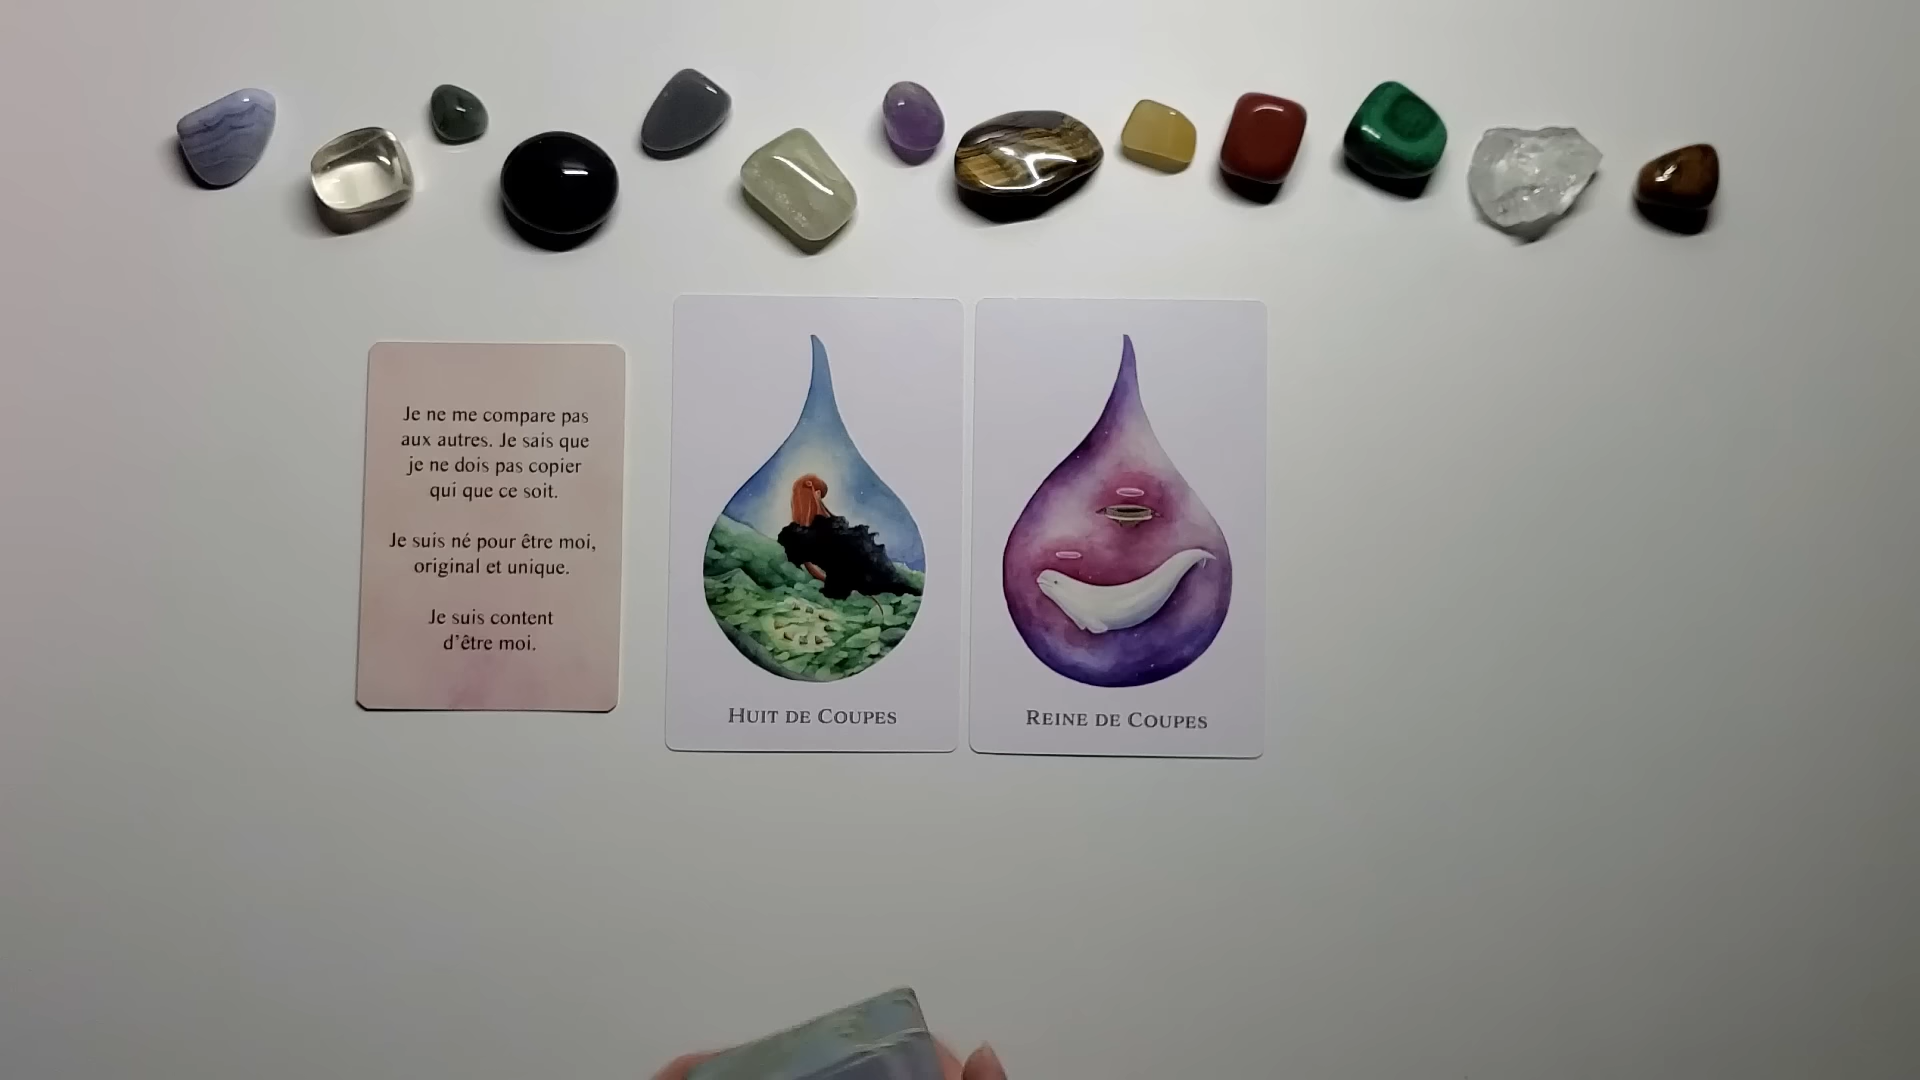 Je ne me compare pas
aux autres. Je sais que
je ne dois pas copier
qui que ce soit.
Je suis né pour être moi,
original et unique.
Je suis content
d'être moi.
HUIT DE COUPES
REINE DE COUPES